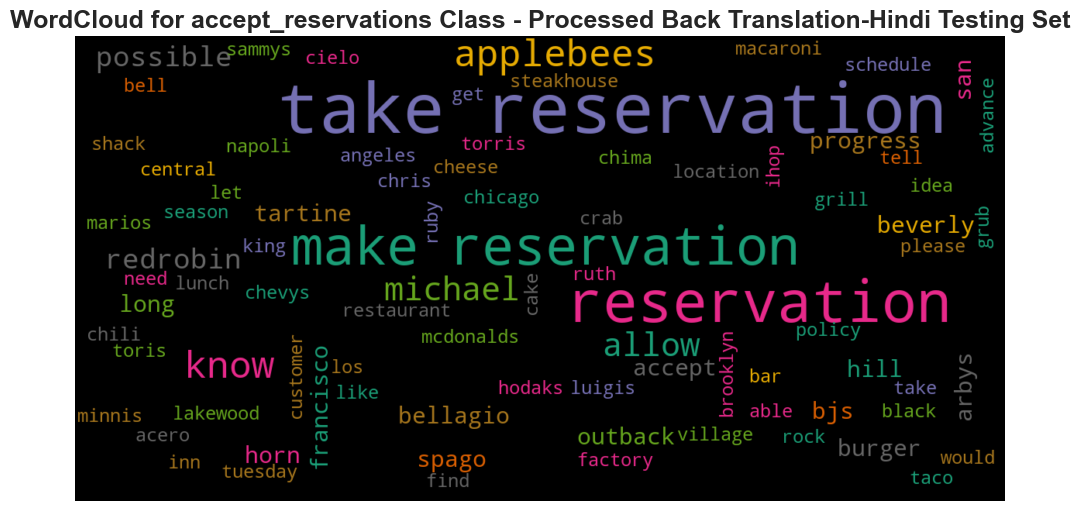 WordCloud for accept_reservations Class - Processed Back Translation-Hindi Testing Set
possible
sammys
cielo
applebees
macaroni
schedule
san
bell
steakhouse
get
take reservation
advance
shack
napoli
angeles
torris
chima
progress
tell
central
cheese
location
ihop
chris
let
chicago
idea
marios
season
tartine
ruby
crab
grill
beverly
grub
king
make reservation
please
redrobin
need
lunch
chevys
michael
cake
ruth
reservation
long
restaurant
chili
toris
mcdonalds
allow
policy
know
customer
francisco
los
like
accept
brooklyn
bar
hill
arbys
hodaks
luigis
take
minnis
lakewood
bellagio
able
bjs
black
acero
horn
outback
village
rock
burger
inn
tuesday
spago
find
factory
would
taco